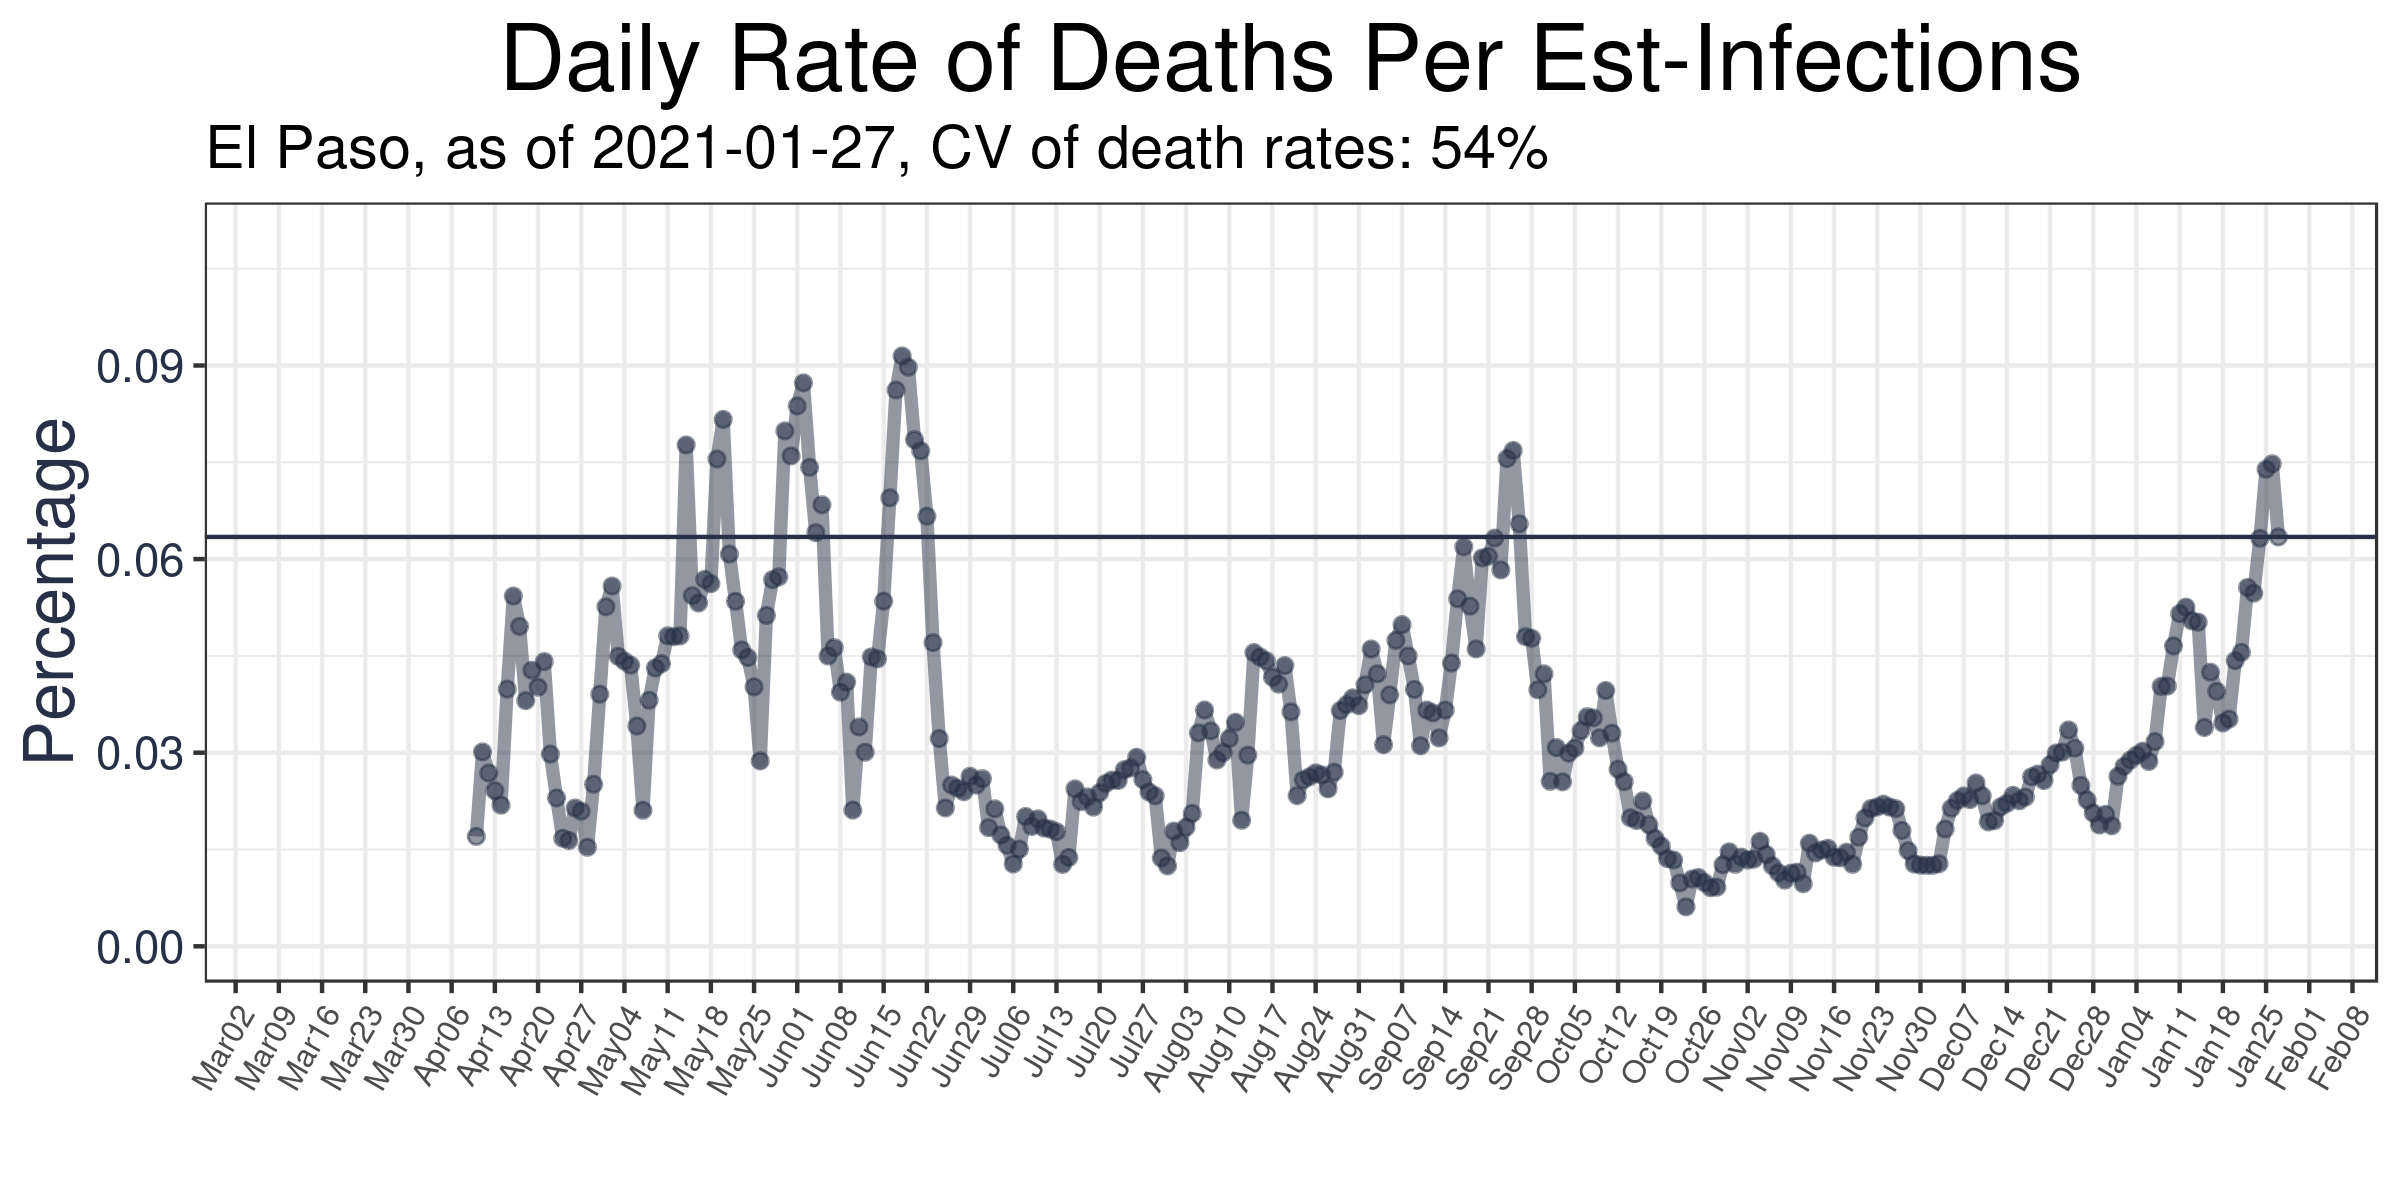 Daily Rate of Deaths Per Est-Infections
El Paso, as of 2021-01-27, CV of death rates: 54%
Percentage
0.09
0.06
0.03
0.00
Mar02 Mar09 Mar16 Mar23 Mar30 Apr06 Apr13 Apr20 Apr27 May04 May11 May18 May25 Jun01 Jun08 Jun15 Jun22 Jun29 Jul06 Jul13 Jul20 Jul27 Aug03 Aug10 Aug17 Aug24 Aug31 Sep07 Sep14 Sep21 Sep28 Oct05 Oct12 Oct19 Oct26 Nov02 Nov09 Nov16 Nov23 Nov30 Dec07 Dec14 Dec21 Dec28 Jan04 Jan11 Jan18 Jan25 Feb01 Feb08